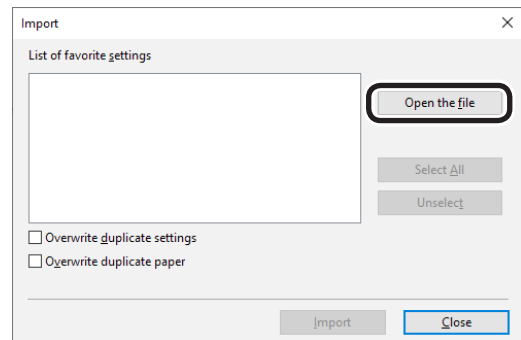 Import
List of favorite settings
Open the file
Select All
Unselect
Overwrite duplicate settings
Overwrite duplicate paper
Import
Close